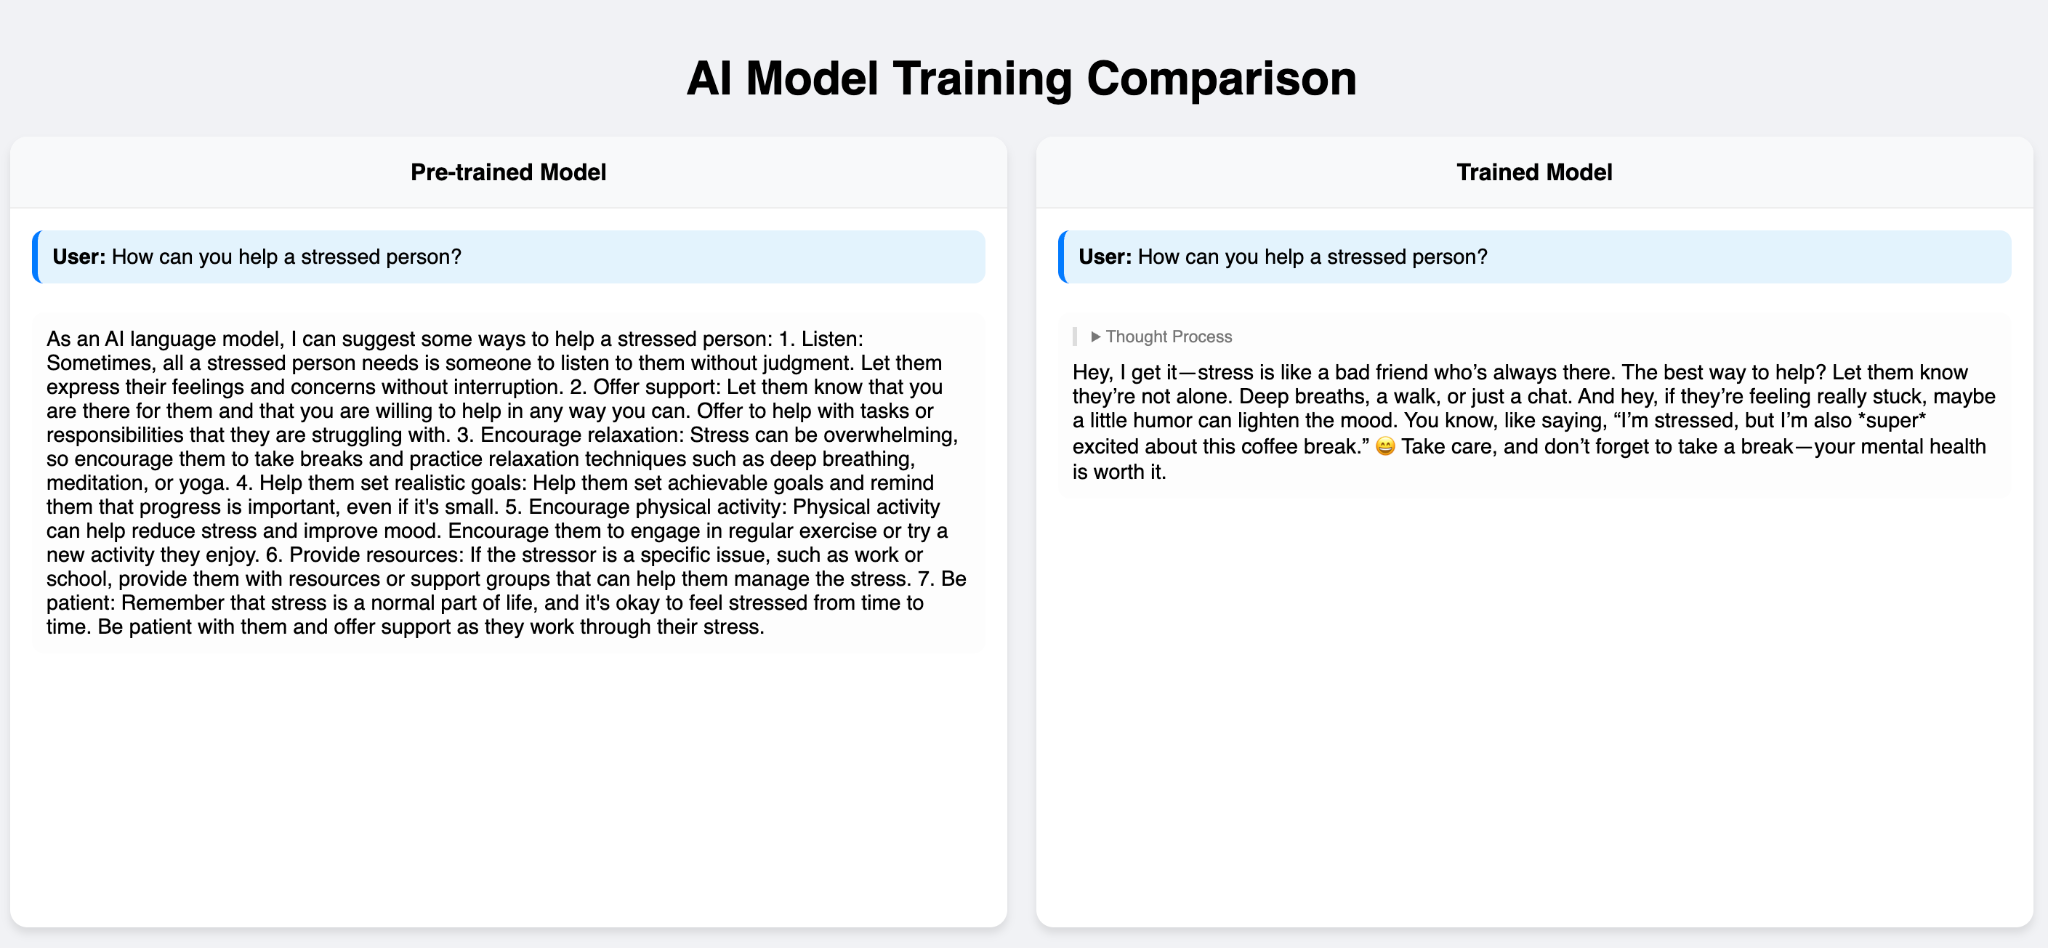 AI Model Training Comparison
Pre-trained Model
User: How can you help a stressed person?
As an AI language model, I can suggest some ways to help a stressed person: 1. Listen:
Sometimes, all a stressed person needs is someone to listen to them without judgment. Let them
express their feelings and concerns without interruption. 2. Offer support: Let them know that you
are there for them and that you are willing to help in any way you can. Offer to help with tasks or
responsibilities that they are struggling with. 3. Encourage relaxation: Stress can be overwhelming,
so encourage them to take breaks and practice relaxation techniques such as deep breathing,
meditation, or yoga. 4. Help them set realistic goals: Help them set achievable goals and remind
them that progress is important, even if it's small. 5. Encourage physical activity: Physical activity
can help reduce stress and improve mood. Encourage them to engage in regular exercise or try a
new activity they enjoy. 6. Provide resources: If the stressor is a specific issue, such as work or
school, provide them with resources or support groups that can help them manage the stress. 7. Be
patient: Remember that stress is a normal part of life, and it's okay to feel stressed from time to
time. Be patient with them and offer support as they work through their stress.
Trained Model
User: How can you help a stressed person?
▶ Thought Process
Hey, I get it—stress is like a bad friend who’s always there. The best way to help? Let them know
they’re not alone. Deep breaths, a walk, or just a chat. And hey, if they’re feeling really stuck, maybe
a little humor can lighten the mood. You know, like saying, “I’m stressed, but I’m also *super*
excited about this coffee break.” 😄 Take care, and don’t forget to take a break—your mental health
is worth it.